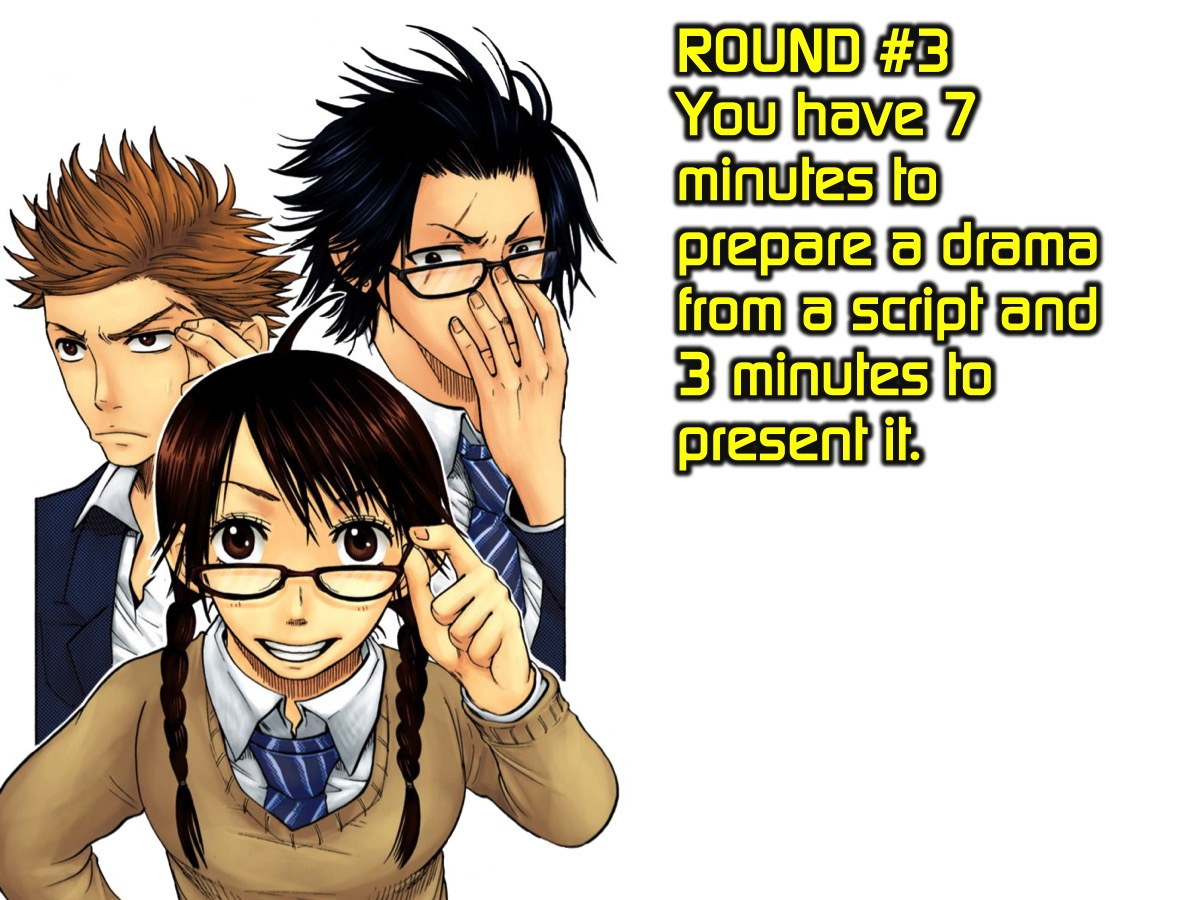 ROUND #3
You have 7
minutes to
prepare a drama
from a script and
3 minutes to
present it.